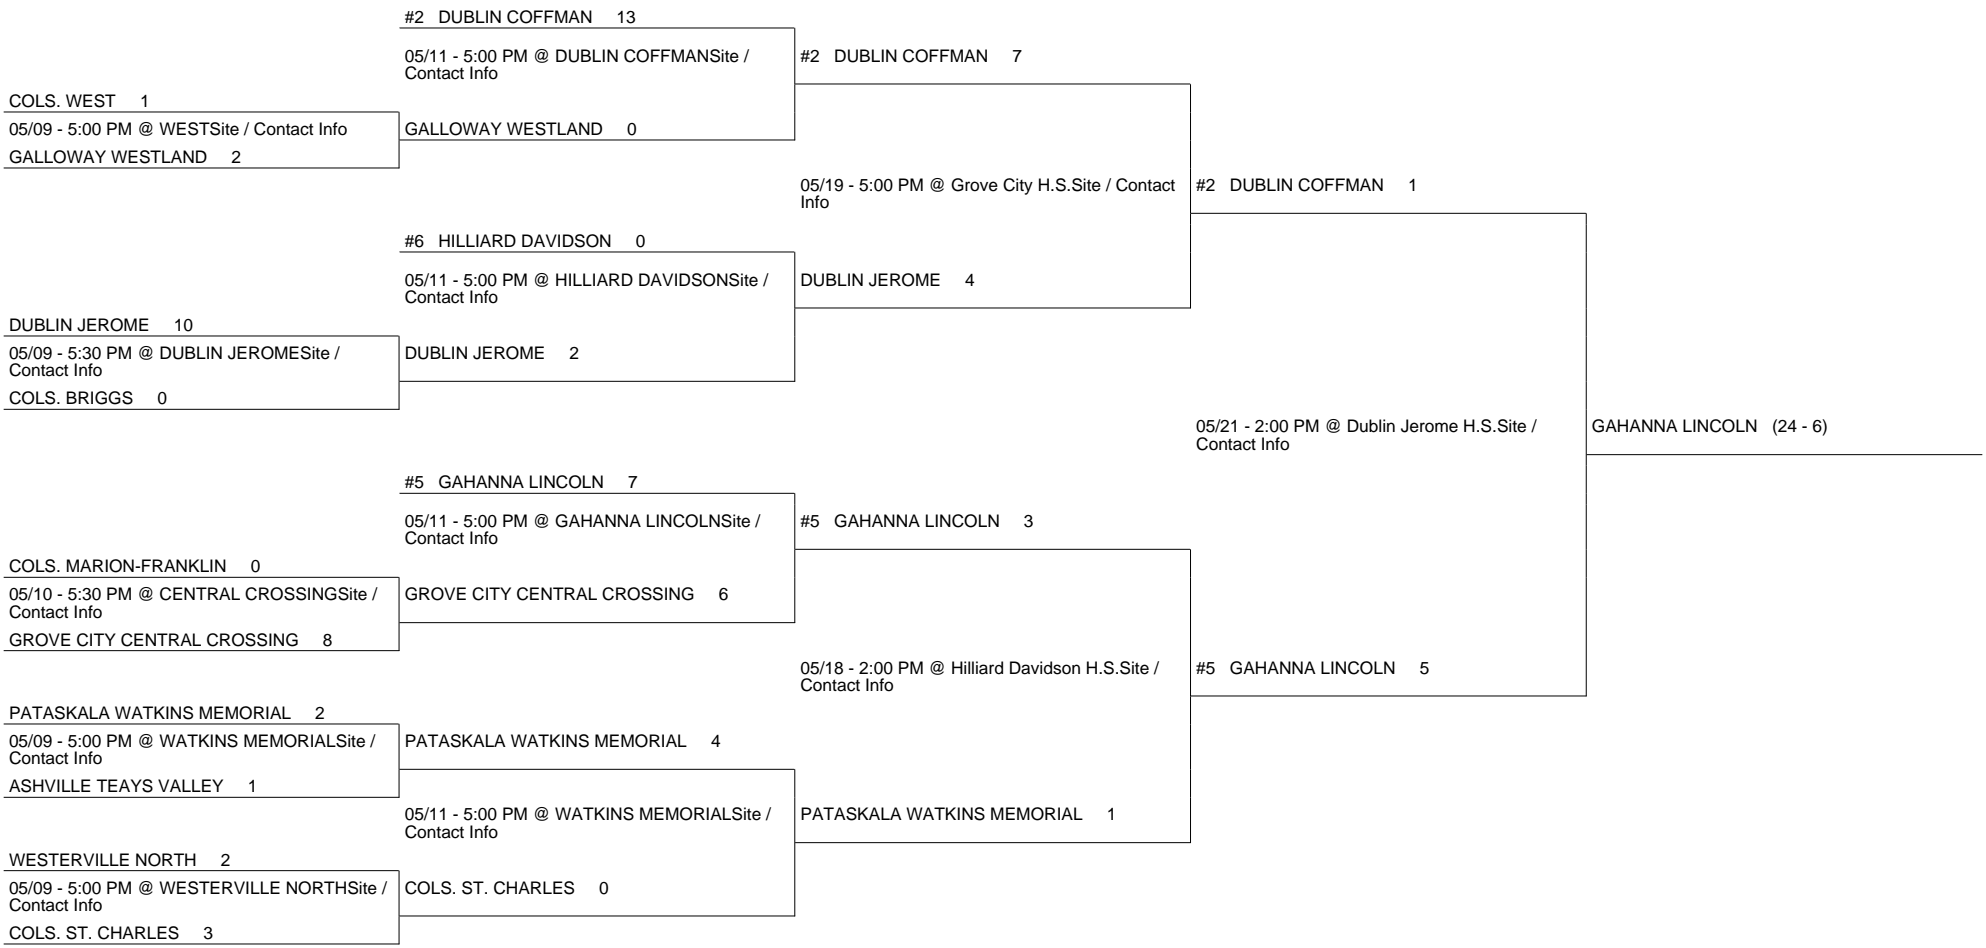 #2 DUBLIN COFFMAN 13
05/11 - 5:00 PM @ DUBLIN COFFMANSite /
Contact Info
#2 DUBLIN COFFMAN 7
COLS. WEST 1
05/09 - 5:00 PM @ WESTSite / Contact Info
GALLOWAY WESTLAND 0
GALLOWAY WESTLAND 2
05/19 - 5:00 PM @ Grove City H.S.Site / Contact
Info
#2 DUBLIN COFFMAN 1
#6 HILLIARD DAVIDSON 0
05/11 - 5:00 PM @ HILLIARD DAVIDSONSite /
Contact Info
DUBLIN JEROME 4
DUBLIN JEROME 10
05/09 - 5:30 PM @ DUBLIN JEROMESite /
Contact Info
DUBLIN JEROME 2
COLS. BRIGGS 0
05/21 - 2:00 PM @ Dublin Jerome H.S.Site /
Contact Info
GAHANNA LINCOLN (24 - 6)
#5 GAHANNA LINCOLN 7
05/11 - 5:00 PM @ GAHANNA LINCOLNSite /
Contact Info
#5 GAHANNA LINCOLN 3
COLS. MARION-FRANKLIN 0
05/10 - 5:30 PM @ CENTRAL CROSSINGSite /
Contact Info
GROVE CITY CENTRAL CROSSING 6
GROVE CITY CENTRAL CROSSING 8
05/18 - 2:00 PM @ Hilliard Davidson H.S.Site /
Contact Info
#5 GAHANNA LINCOLN 5
PATASKALA WATKINS MEMORIAL 2
05/09 - 5:00 PM @ WATKINS MEMORIALSite /
Contact Info
PATASKALA WATKINS MEMORIAL 4
ASHVILLE TEAYS VALLEY 1
05/11 - 5:00 PM @ WATKINS MEMORIALSite /
Contact Info
PATASKALA WATKINS MEMORIAL 1
WESTERVILLE NORTH 2
05/09 - 5:00 PM @ WESTERVILLE NORTHSite /
Contact Info
COLS. ST. CHARLES 0
COLS. ST. CHARLES 3